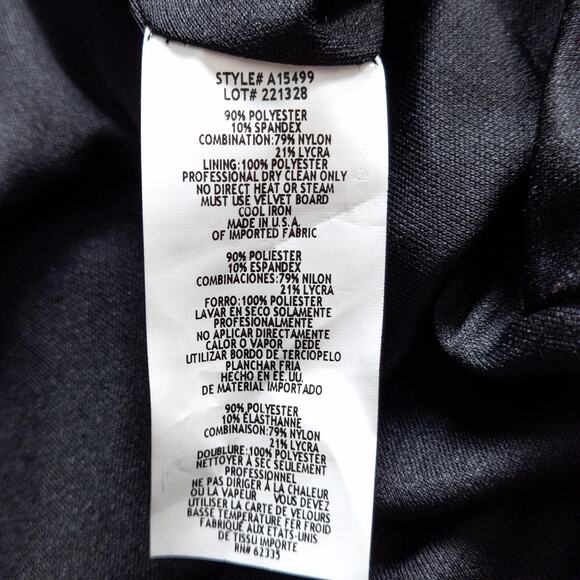 STYLE# A15499
LOT# 221328
90% POLYESTER
10% SPANDEX
COMBINATION:79% NYLON
21% LYCRA
LINING:100% POLYESTER
PROFESSIONAL DRY CLEAN ONLY
NO DIRECT HEAT OR STEAM
MUST USE VELVET BOARD
COOL IRON
MADE IN U.S.A.
OF IMPORTED FABRIC
90% POLIESTER
10% ESPANDEX
COMBINACIONES:79% NILON
21% LYCRA
FORRO:100% POLIESTER
LAVAR EN SECO SOLAMENTE
PROFESIONALMENTE
NO APLICAR DIRECTAMENTE
CALOR O VAPOR DEDE
UTILIZAR BORDO DE TERCIOPELO
PLANCHAR FRIA
HECHO EN EE.UU.
DE MATERIAL IMPORTADO
90% POLYESTER
10% ELASTHANNE
COMBINAISON:79% NYLON
21% LYCRA
DOUBLURE:100% POLYESTER
NETTOYER À SEC SEULEMENT
PROFESSIONNEL
NE PAS DIRIGER À LA CHALEUR
OU LA VAPEUR VOUS DEVEZ
UTILISER LA CARTE DE VELOURS
BASSE TEMPERATURE FER FROID
FABRIQUÉ AUX ETATS-UNIS
DE TISSU IMPORTE
RN# 62335